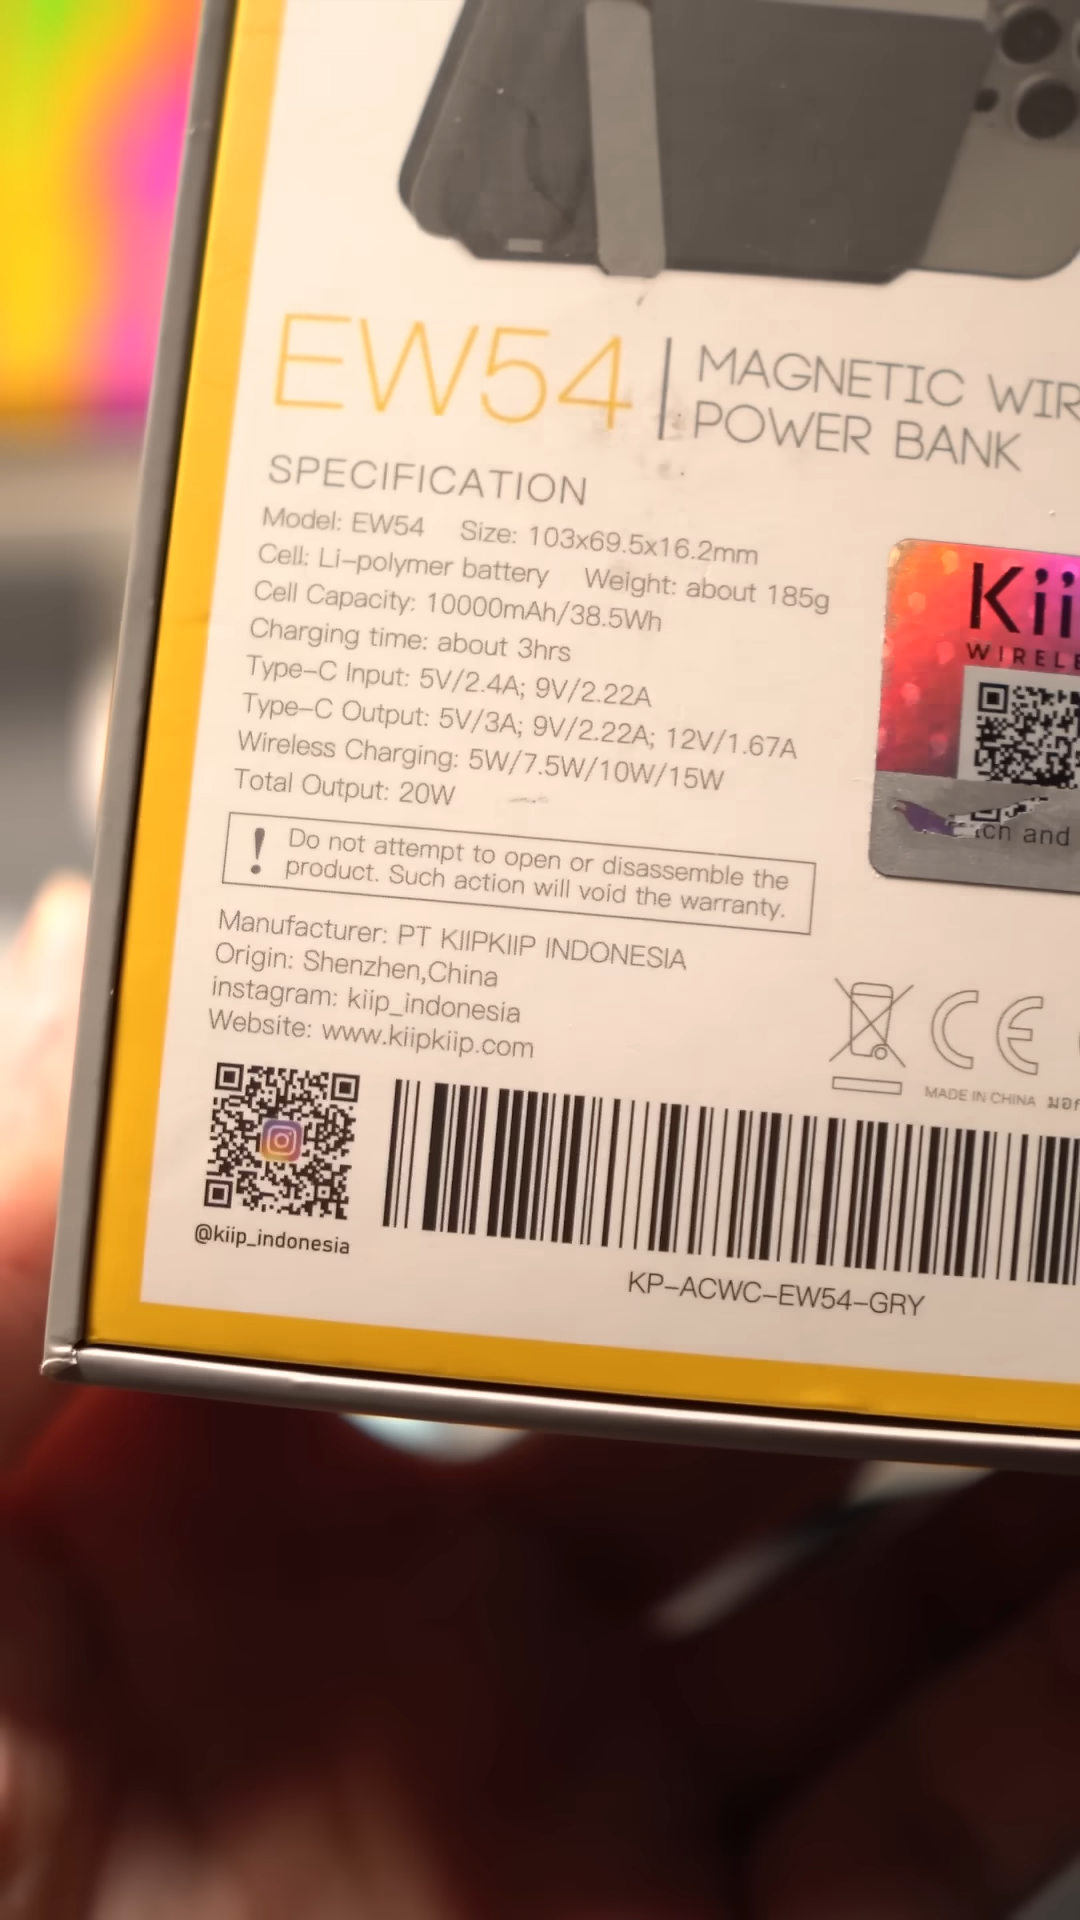 EW54
MAGNETIC
POWER BANK
SPECIFICATION
Model: EW54 Size: 103x69.5x16.2mm
Cell: Li-polymer battery Weight: about 185g
Cell Capacity: 10000mAh/38.5Wh
Charging time: about 3hrs
Type-C Input: 5V/2.4A; 9V/2.22A
Type-C Output: 5V/3A; 9V/2.22A; 12V/1.67A
Wireless Charging: 5W/7.5W/10W/15W
Total Output: 20W
! Do not attempt to open or disassemble the
product. Such action will void the warranty.
and
Manufacturer: PT KIIPKIIP INDONESIA
Origin: Shenzhen,China
instagram: kiip_indonesia
Website: www.kiipkiip.com
CE
MADE IN CHINA
@kiip_indonesia
KP-ACWC-EW54-GRY